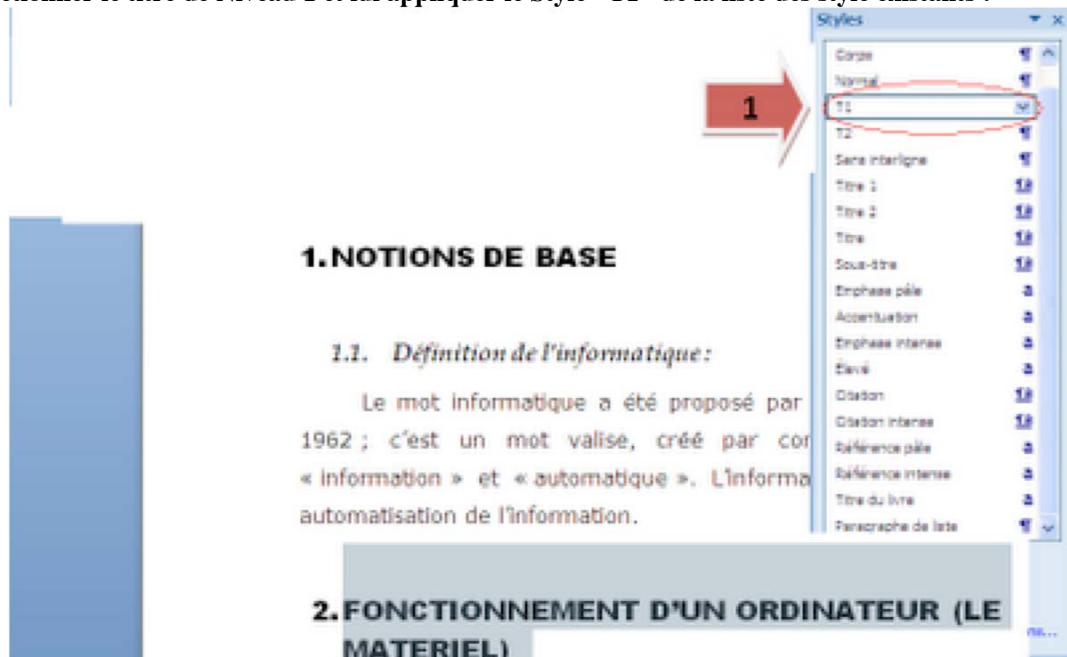 Styles
Corps
Normal
1
T1
T2
Sans interligne
Titre 1
Titre 2
Titre
Sous-titre
Emphase pâle
Accentuation
Emphase intense
Élevé
Citation
Citation intense
Référence pâle
Référence intense
Titre du livre
Paragraphe de liste
1. NOTIONS DE BASE
1.1. Définition de l'informatique :
Le mot informatique a été proposé par
1962 ; c'est un mot valise, créé par
« information » et « automatique ».
automatisation de l'information.
2. FONCTIONNEMENT D'UN ORDINATEUR (LE
MATERIEL)